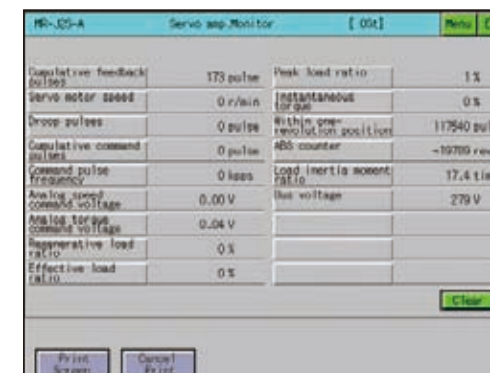 MR-J2S-A Servo amp.Monitor [ 0St] Menu
Cumulative feedback pulses 173 pulse Peak load ratio 1%
Servo motor speed 0 r/min Instantaneous torque 0%
Droop pulses 0 pulse Within one-revolution position 117540 pul
Cumulative command pulses 0 pulse ABS counter -19789 rev
Command pulse frequency 0 kpps Load inertia moment ratio 17.4 tim
Analog speed command voltage 0.00 V Bus voltage 279 V
Analog torque command voltage 0.04 V
Regenerative load ratio 0%
Effective load ratio 0%
Clear
Print Screen Cancel Print